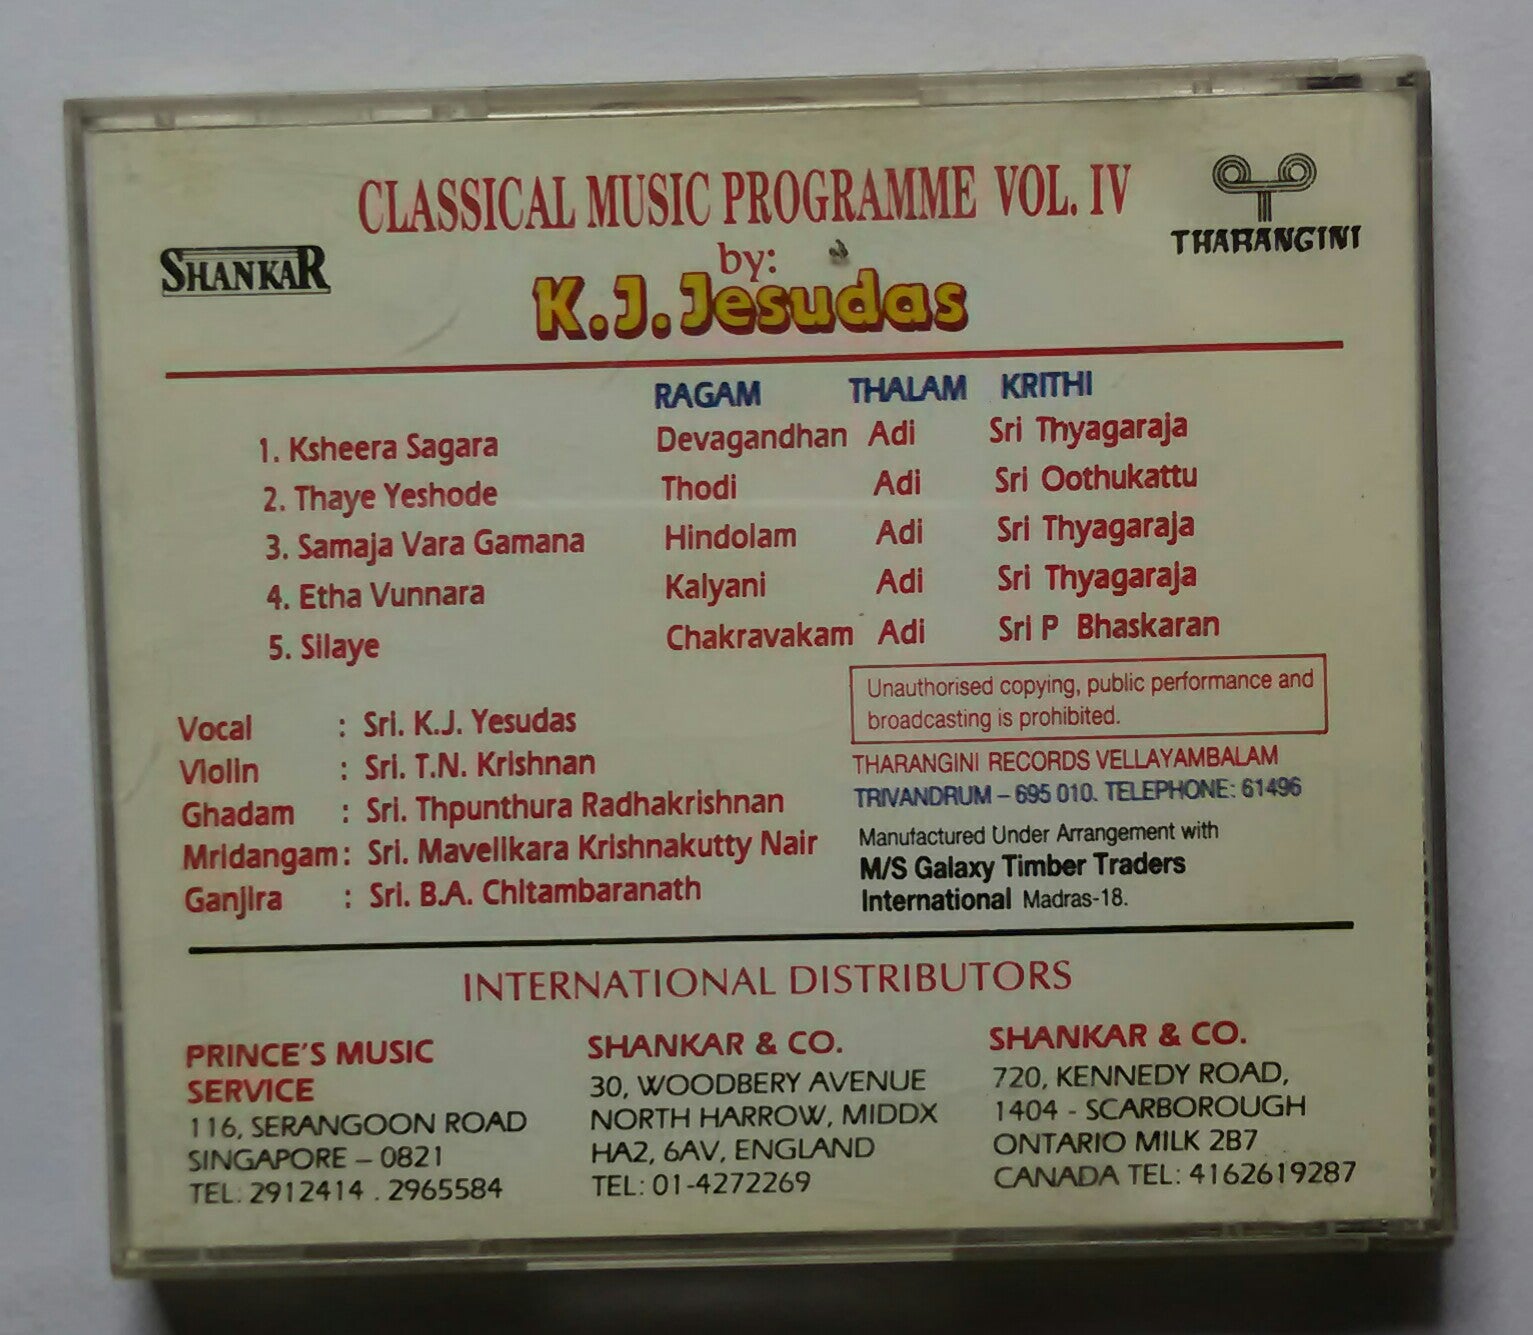 CLASSICAL MUSIC PROGRAMME VOL. IV
SHANKAR
by:
THARANGINI
K.J.Jesudas
RAGAM THALAM KRITHI
1. Ksheera Sagara Devagandhan Adi Sri Thyagaraja
2. Thaye Yeshode Thodi Adi Sri Oothukattu
3. Samaja Vara Gamana Hindolam Adi Sri Thyagaraja
4. Etha Vunnara Kalyani Adi Sri Thyagaraja
5. Silaye Chakravakam Adi Sri P Bhaskaran
Vocal : Sri. K.J. Yesudas
Violin : Sri. T.N. Krishnan
Ghadam : Sri. Thpunthura Radhakrishnan
Mridangam : Sri. Mavelikara Krishnakutty Nair
Ganjira : Sri. B.A. Chitambaranath
Unauthorised copying, public performance and
broadcasting is prohibited.
THARANGINI RECORDS VELLAYAMBALAM
TRIVANDRUM – 695 010. TELEPHONE: 61496
Manufactured Under Arrangement with
M/S Galaxy Timber Traders
International Madras-18.
INTERNATIONAL DISTRIBUTORS
PRINCE'S MUSIC
SERVICE
116, SERANGOON ROAD
SINGAPORE – 0821
TEL: 2912414 . 2965584
SHANKAR & CO.
30, WOODBERY AVENUE
NORTH HARROW, MIDDX
HA2, 6AV, ENGLAND
TEL: 01-4272269
SHANKAR & CO.
720, KENNEDY ROAD,
1404 - SCARBOROUGH
ONTARIO MILK 2B7
CANADA TEL: 4162619287